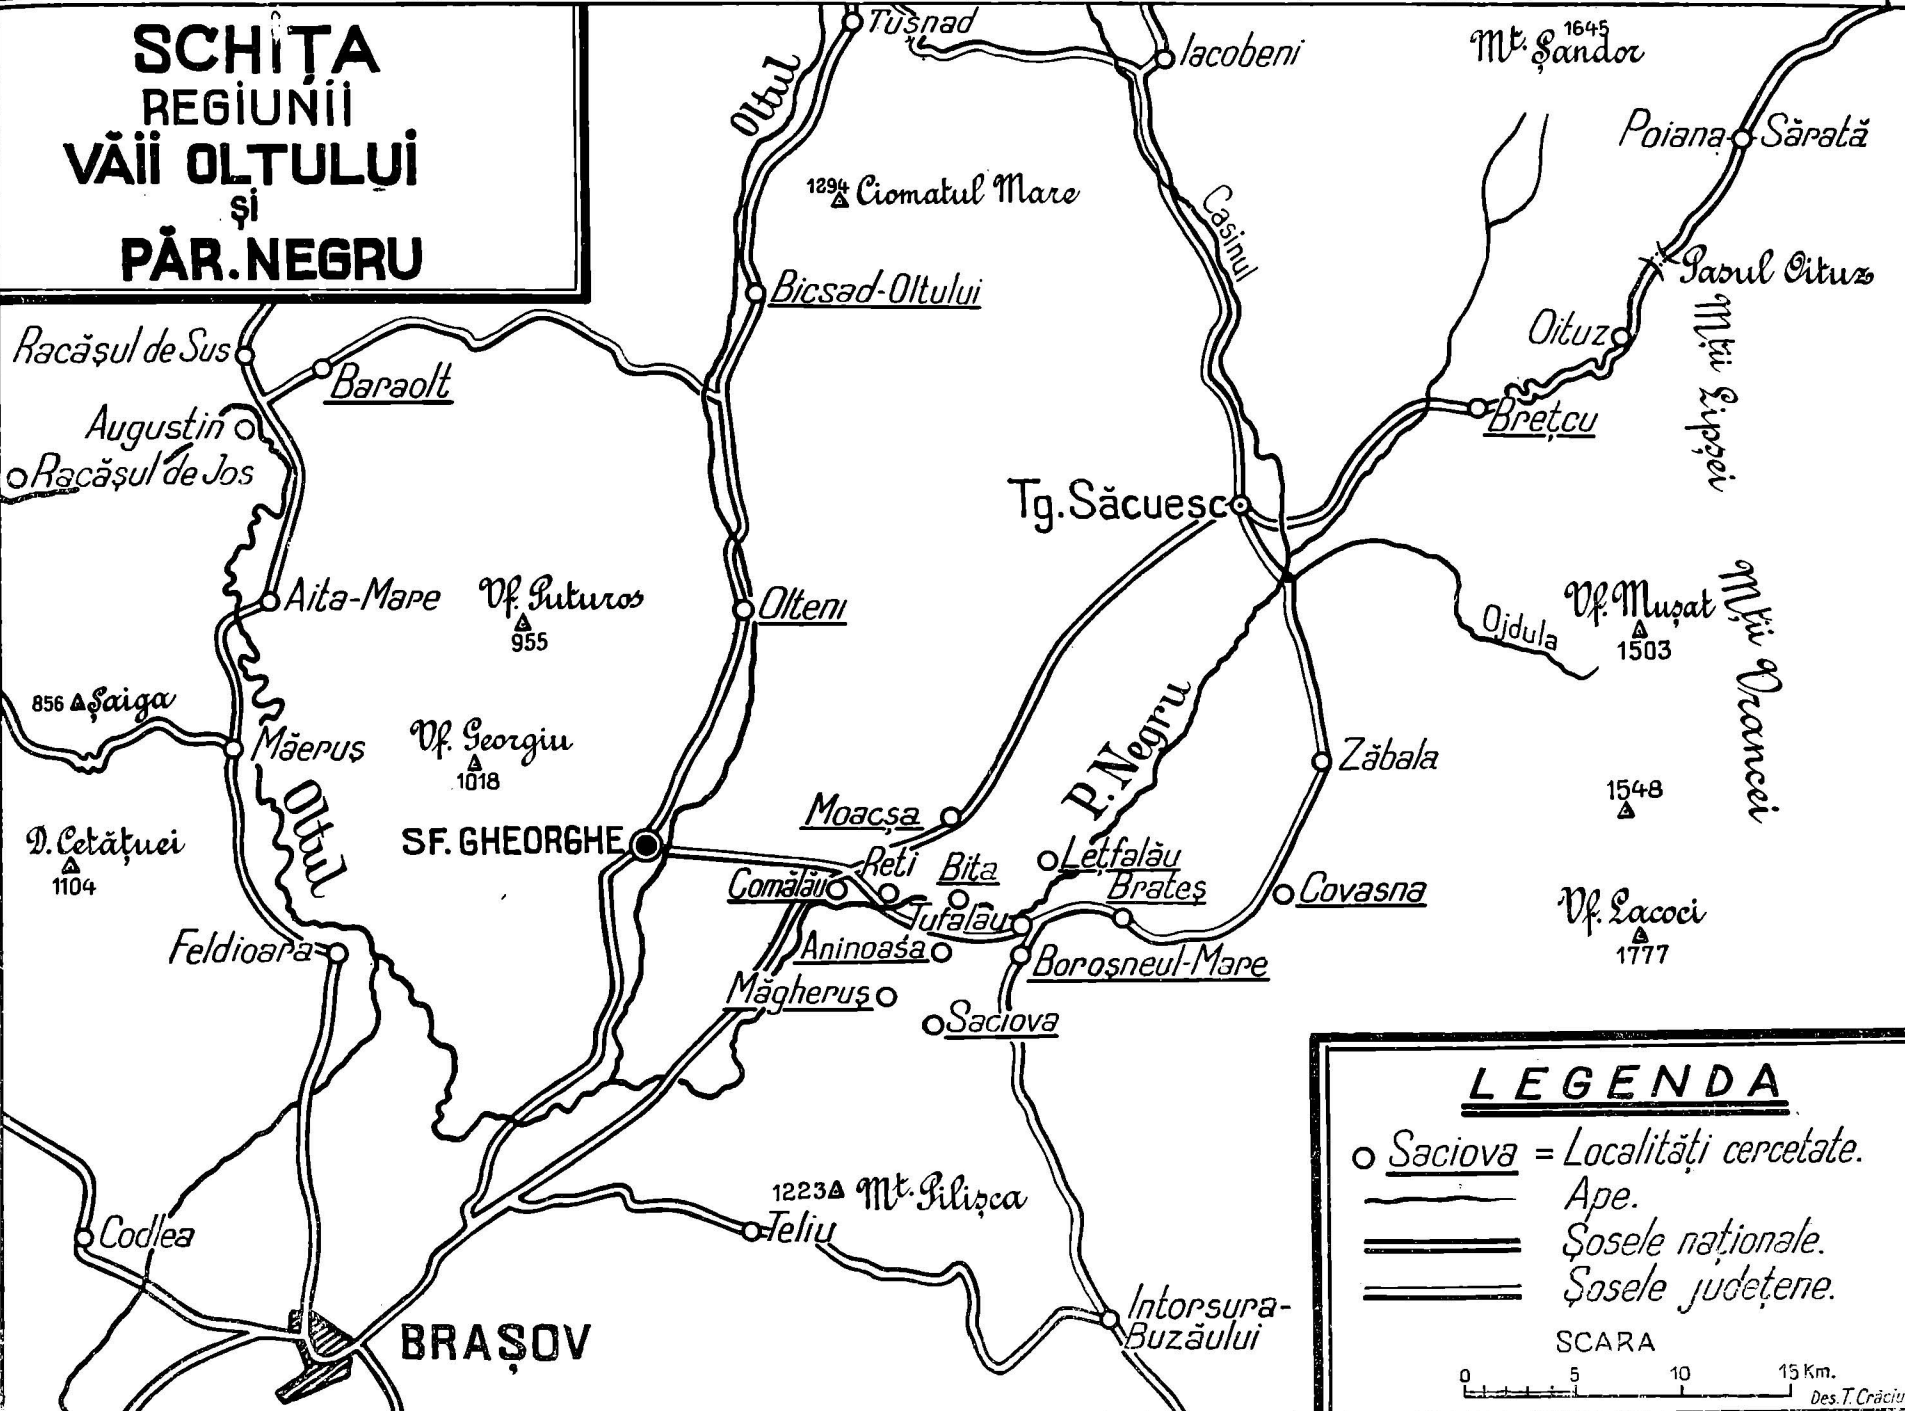 SCHIȚA
REGIUNII
VĂII OLTULUI
ȘI
PĂR. NEGRU
Tușnad
Iacobeni
1645
Mt. Șandor
Oltul
Poiana Sărată
1294 Ciomatul Mare
Casinul
Pasul Oituz
Bicsad-Oltului
Oituz
Mții Lipșei
Racășul de Sus
Baraolt
Brețcu
Augustin
Racășul de Jos
Tg. Săcuesc
Aita-Mare
Vf. Puturos
955
Olteni
Ojdula
Vf. Mușat
1503
Mții Vrancei
856 Șaiga
Măeruș
Vf. Georgiu
1018
P. Negru
Zăbala
Oltul
1548
Moacșa
D. Cetățuei
1104
SF. GHEORGHE
Reti
Bița
Lețfalău
Comălău
Brateș
Covasna
Tufalău
Vf. Lacoci
1777
Feldioara
Aninoasa
Boroșneul-Mare
Măgheruș
Saciova
LEGENDA
Saciova = Localități cercetate.
Ape.
Șosele naționale.
Șosele județene.
SCARA
0 5 10 15 Km.
Des. T. Crăciu
1223 Mt. Pilișca
Teliu
Codlea
Intorsura-
Buzăului
BRAȘOV